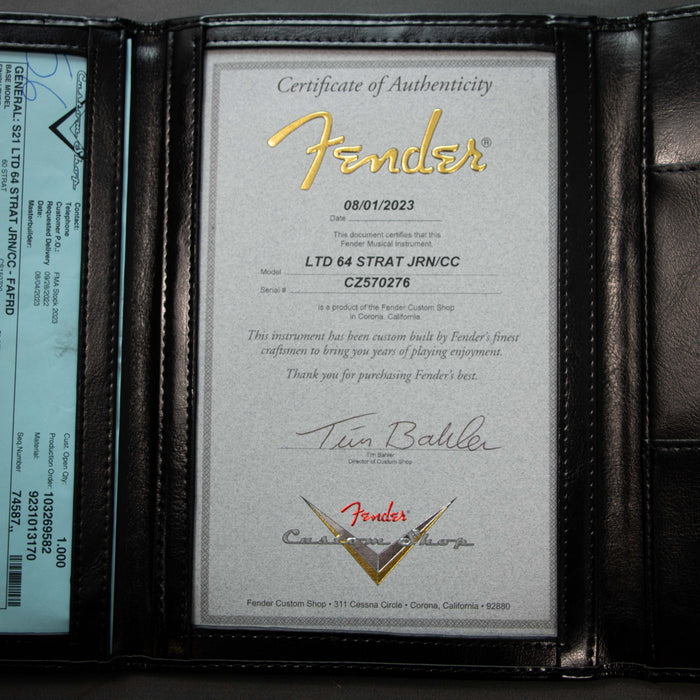 Custom Shop
GENERAL: S21 LTD 64 STRAT JRN/CC - FAFRD
BASE MODEL
60 STRAT
Contact:
Telephone
Customer P.O.: FMA Stock 2023
Requested Delivery 09/28/2022
Date: 08/04/2023
Masterbuilder:
Cust. Open Qty: 1.000
Production Order: 103269582
Material: 9231013170
Seq.Number 74587
Certificate of Authenticity
Fender®
08/01/2023
Date
This document certifies that this
Fender Musical Instrument,
LTD 64 STRAT JRN/CC
Model
CZ570276
Serial #
is a product of the Fender Custom Shop
in Corona, California.
This instrument has been custom built by Fender's finest
craftsmen to bring you years of playing enjoyment.
Thank you for purchasing Fender's best.
Tim Bahler
Tim Bahler
Director of Custom Shop
Fender
Custom Shop
Fender Custom Shop • 311 Cessna Circle • Corona, California • 92880